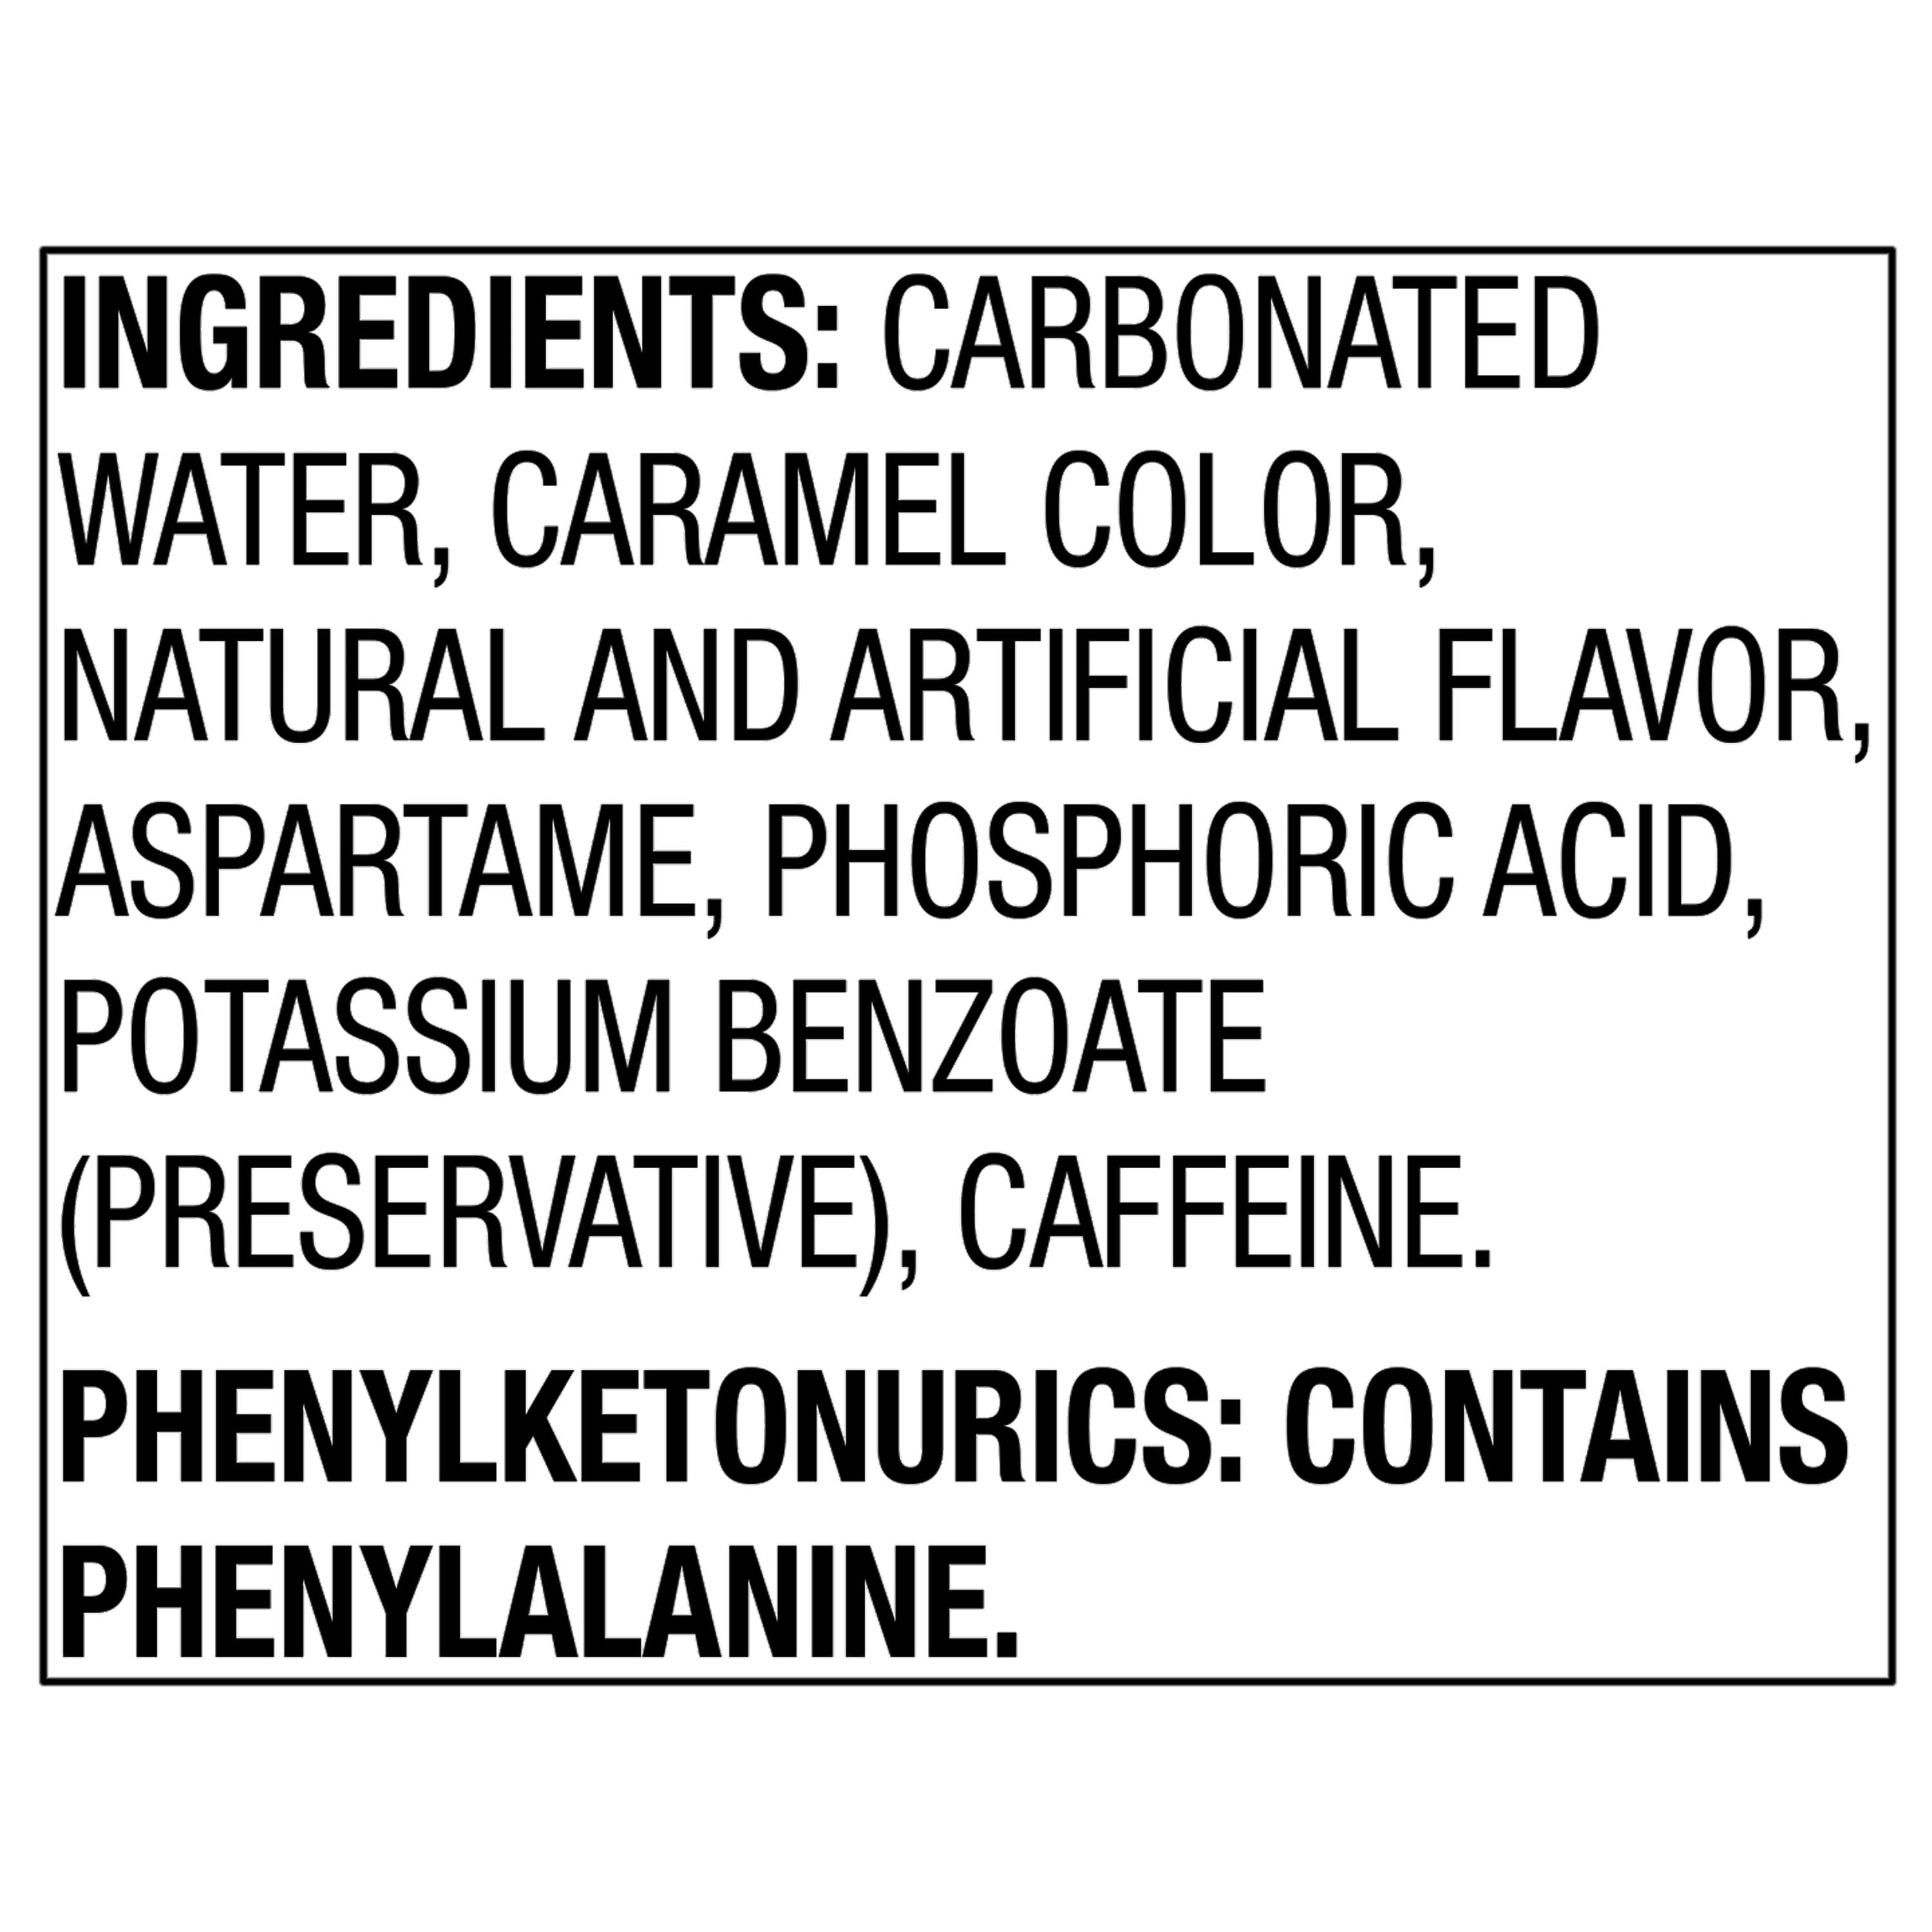 INGREDIENTS: CARBONATED
WATER, CARAMEL COLOR,
NATURAL AND ARTIFICIAL FLAVOR,
ASPARTAME, PHOSPHORIC ACID,
POTASSIUM BENZOATE
(PRESERVATIVE), CAFFEINE.
PHENYLKETONURICS: CONTAINS
PHENYLALANINE.